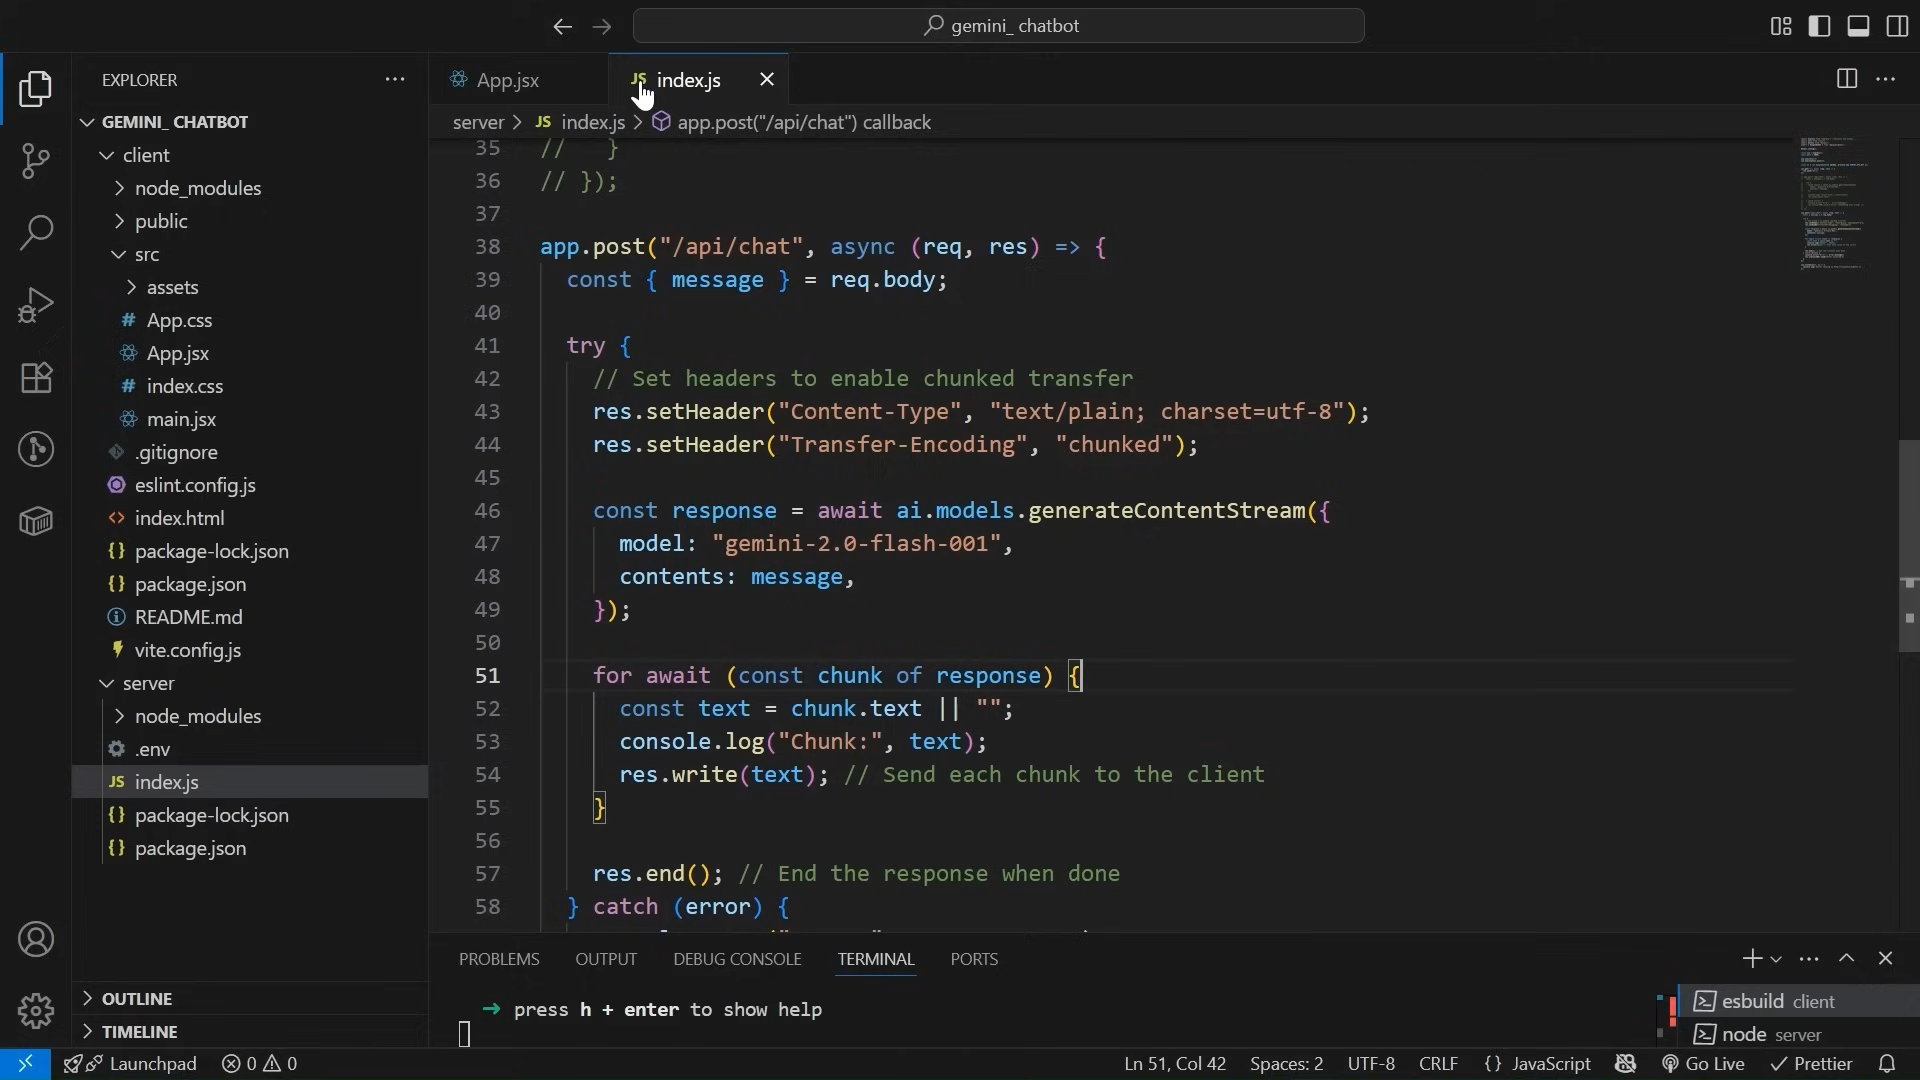 gemini_ chatbot
EXPLORER
GEMINI_ CHATBOT
client
node_modules
public
src
assets
App.css
App.jsx
index.css
main.jsx
.gitignore
eslint.config.js
index.html
package-lock.json
package.json
README.md
vite.config.js
server
node_modules
.env
index.js
package-lock.json
package.json
OUTLINE
TIMELINE
App.jsx
JS index.js
server > JS index.js > app.post("/api/chat") callback
35 //   }
36 // });
37
38 app.post("/api/chat", async (req, res) => {
39   const { message } = req.body;
40
41   try {
42     // Set headers to enable chunked transfer
43     res.setHeader("Content-Type", "text/plain; charset=utf-8");
44     res.setHeader("Transfer-Encoding", "chunked");
45
46     const response = await ai.models.generateContentStream({
47       model: "gemini-2.0-flash-001",
48       contents: message,
49     });
50
51     for await (const chunk of response) {
52       const text = chunk.text || "";
53       console.log("Chunk:", text);
54       res.write(text); // Send each chunk to the client
55     }
56
57     res.end(); // End the response when done
58   } catch (error) {
PROBLEMS OUTPUT DEBUG CONSOLE TERMINAL PORTS
➜ press h + enter to show help
esbuild client
node server
Launchpad 0 0 Ln 51, Col 42 Spaces: 2 UTF-8 CRLF {} JavaScript Go Live Prettier